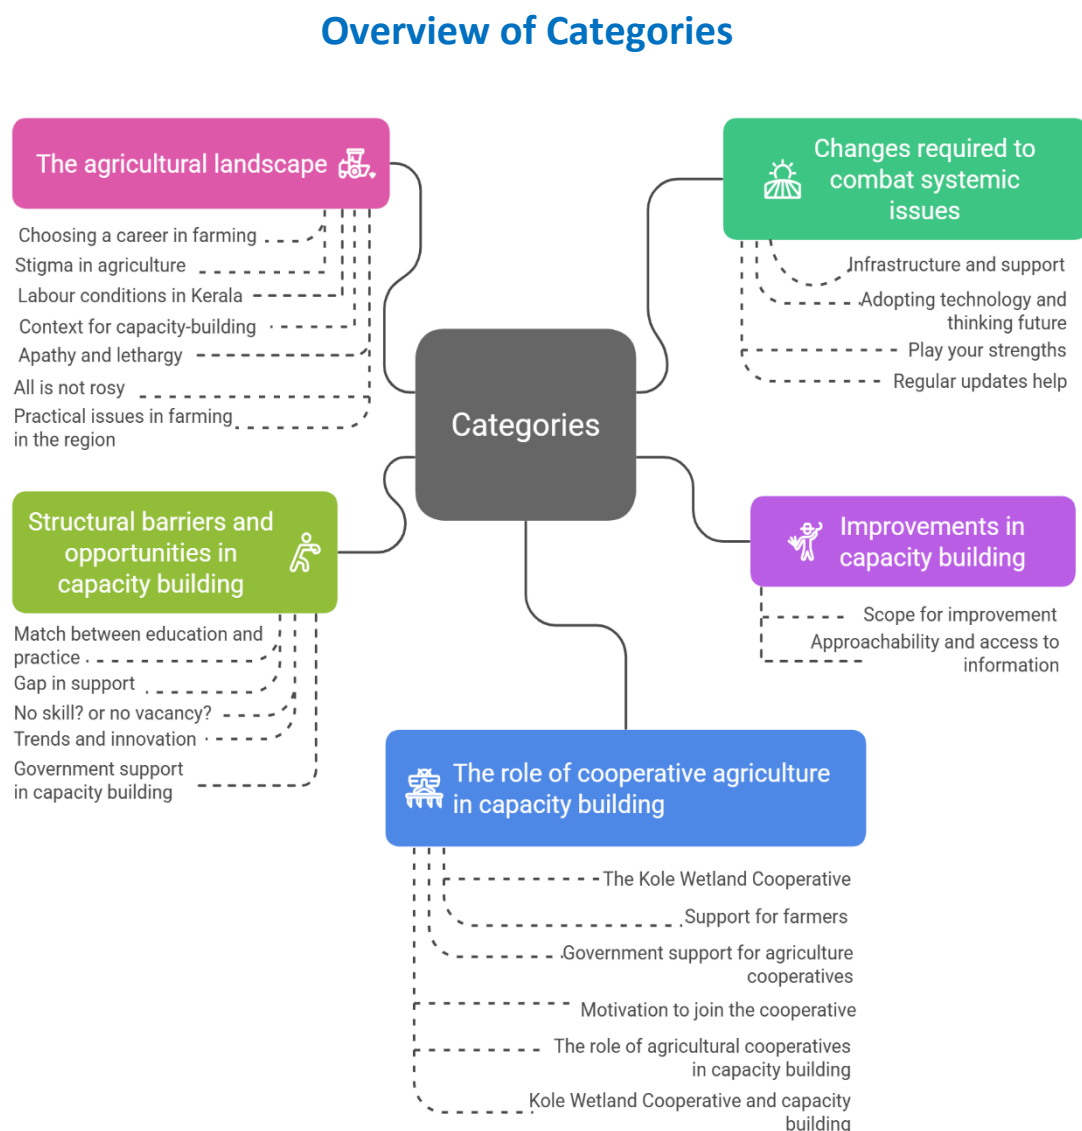 Overview of Categories
The agricultural landscape
Choosing a career in farming
Stigma in agriculture
Labour conditions in Kerala
Context for capacity-building
Apathy and lethargy
All is not rosy
Practical issues in farming
in the region
Changes required to
combat systemic
issues
Infrastructure and support
Adopting technology and
thinking future
Play your strengths
Regular updates help
Categories
Structural barriers and
opportunities in
capacity building
Match between education and
practice
Gap in support
No skill? or no vacancy?
Trends and innovation
Government support
in capacity building
Improvements in
capacity building
Scope for improvement
Approachability and access to
information
The role of cooperative agriculture
in capacity building
The Kole Wetland Cooperative
Support for farmers
Government support for agriculture
cooperatives
Motivation to join the cooperative
The role of agricultural cooperatives
in capacity building
Kole Wetland Cooperative and capacity
building